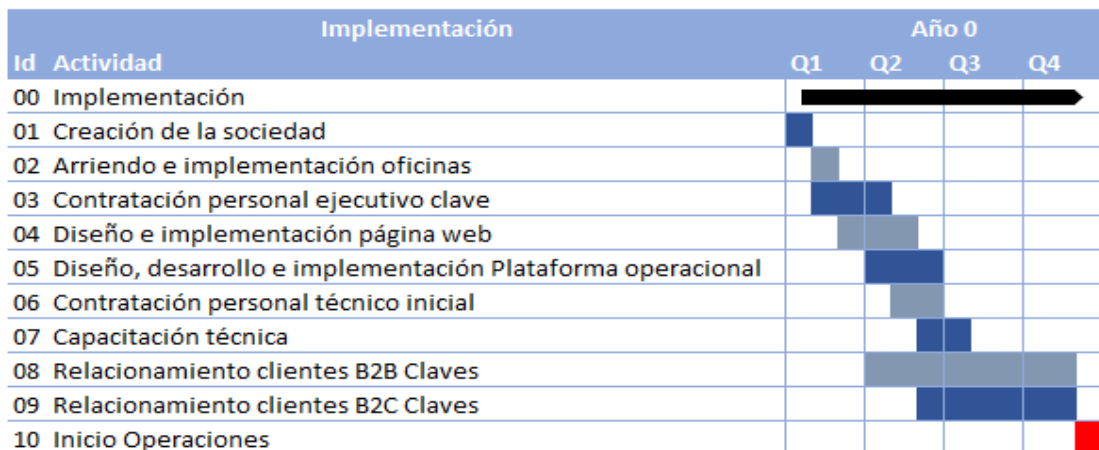 Implementación Año 0
Id Actividad Q1 Q2 Q3 Q4
00 Implementación
01 Creación de la sociedad
02 Arriendo e implementación oficinas
03 Contratación personal ejecutivo clave
04 Diseño e implementación página web
05 Diseño, desarrollo e implementación Plataforma operacional
06 Contratación personal técnico inicial
07 Capacitación técnica
08 Relacionamiento clientes B2B Claves
09 Relacionamiento clientes B2C Claves
10 Inicio Operaciones